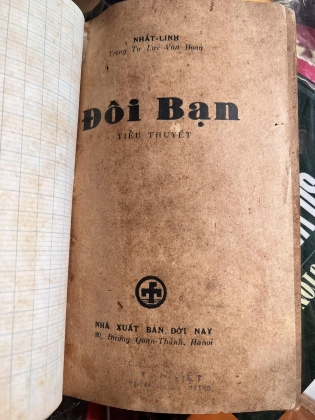 NHẤT-LINH
Trong Tự Lực Văn Đoàn
ĐÔI BẠN
TIỂU THUYẾT
NHÀ XUẤT BẢN ĐỜI NAY
80, Đường Quan-Thánh, Hanoi